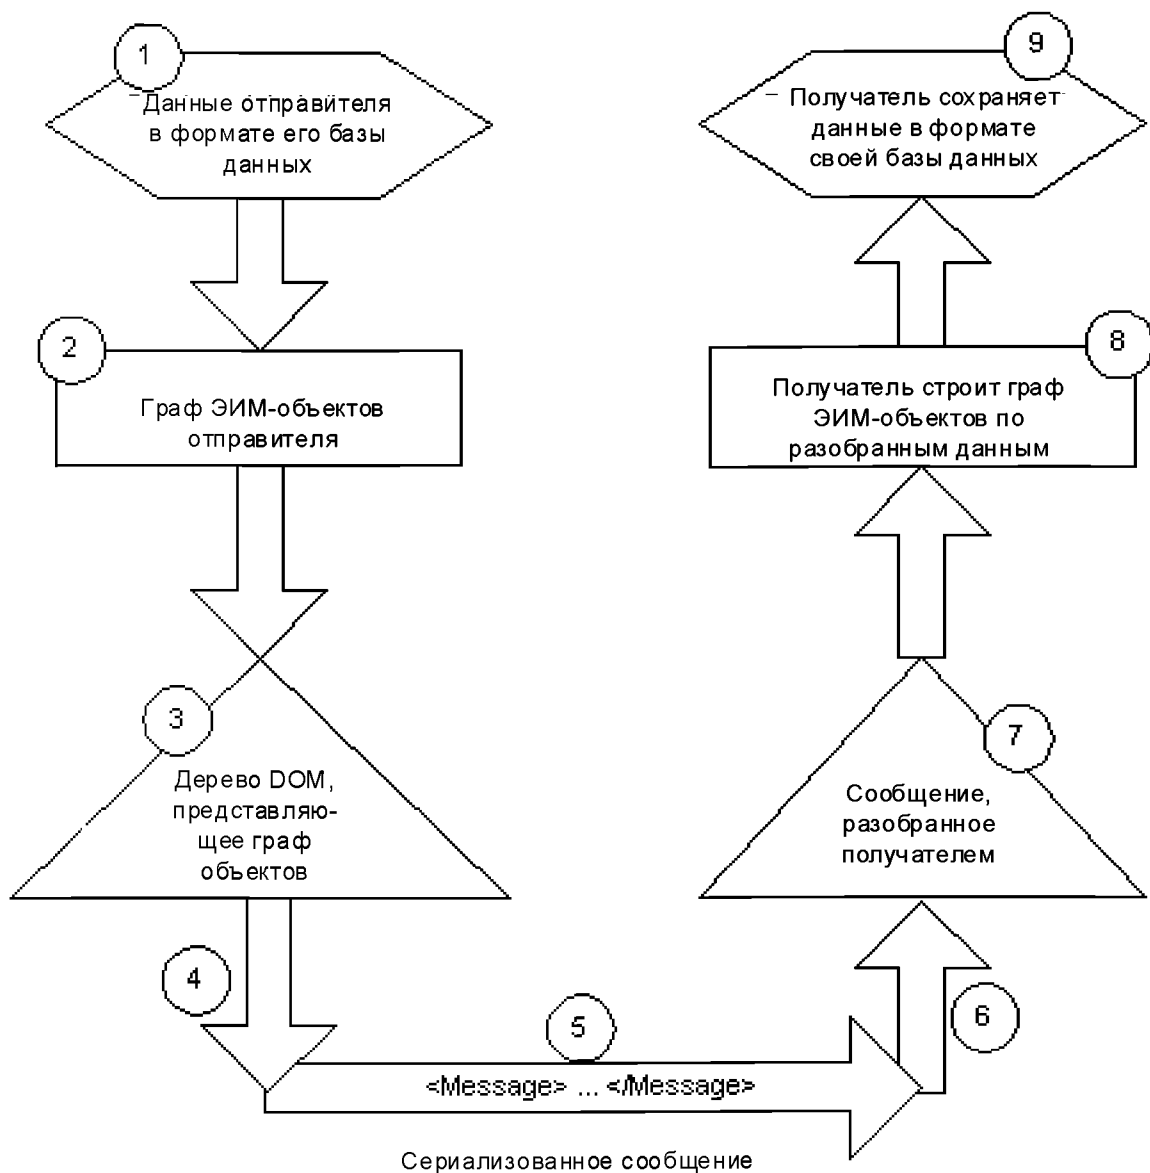 1
Данные отправителя
в формате его базы
данных
2
Граф ЭИМ-объектов
отправителя
3
Дерево DOM,
представляю-
щее граф
объектов
4
5
<Message> ... </Message>
Сериализованное сообщение
6
7
Сообщение,
разобранное
получателем
8
Получатель строит граф
ЭИМ-объектов по
разобранным данным
9
Получатель сохраняет
данные в формате
своей базы данных